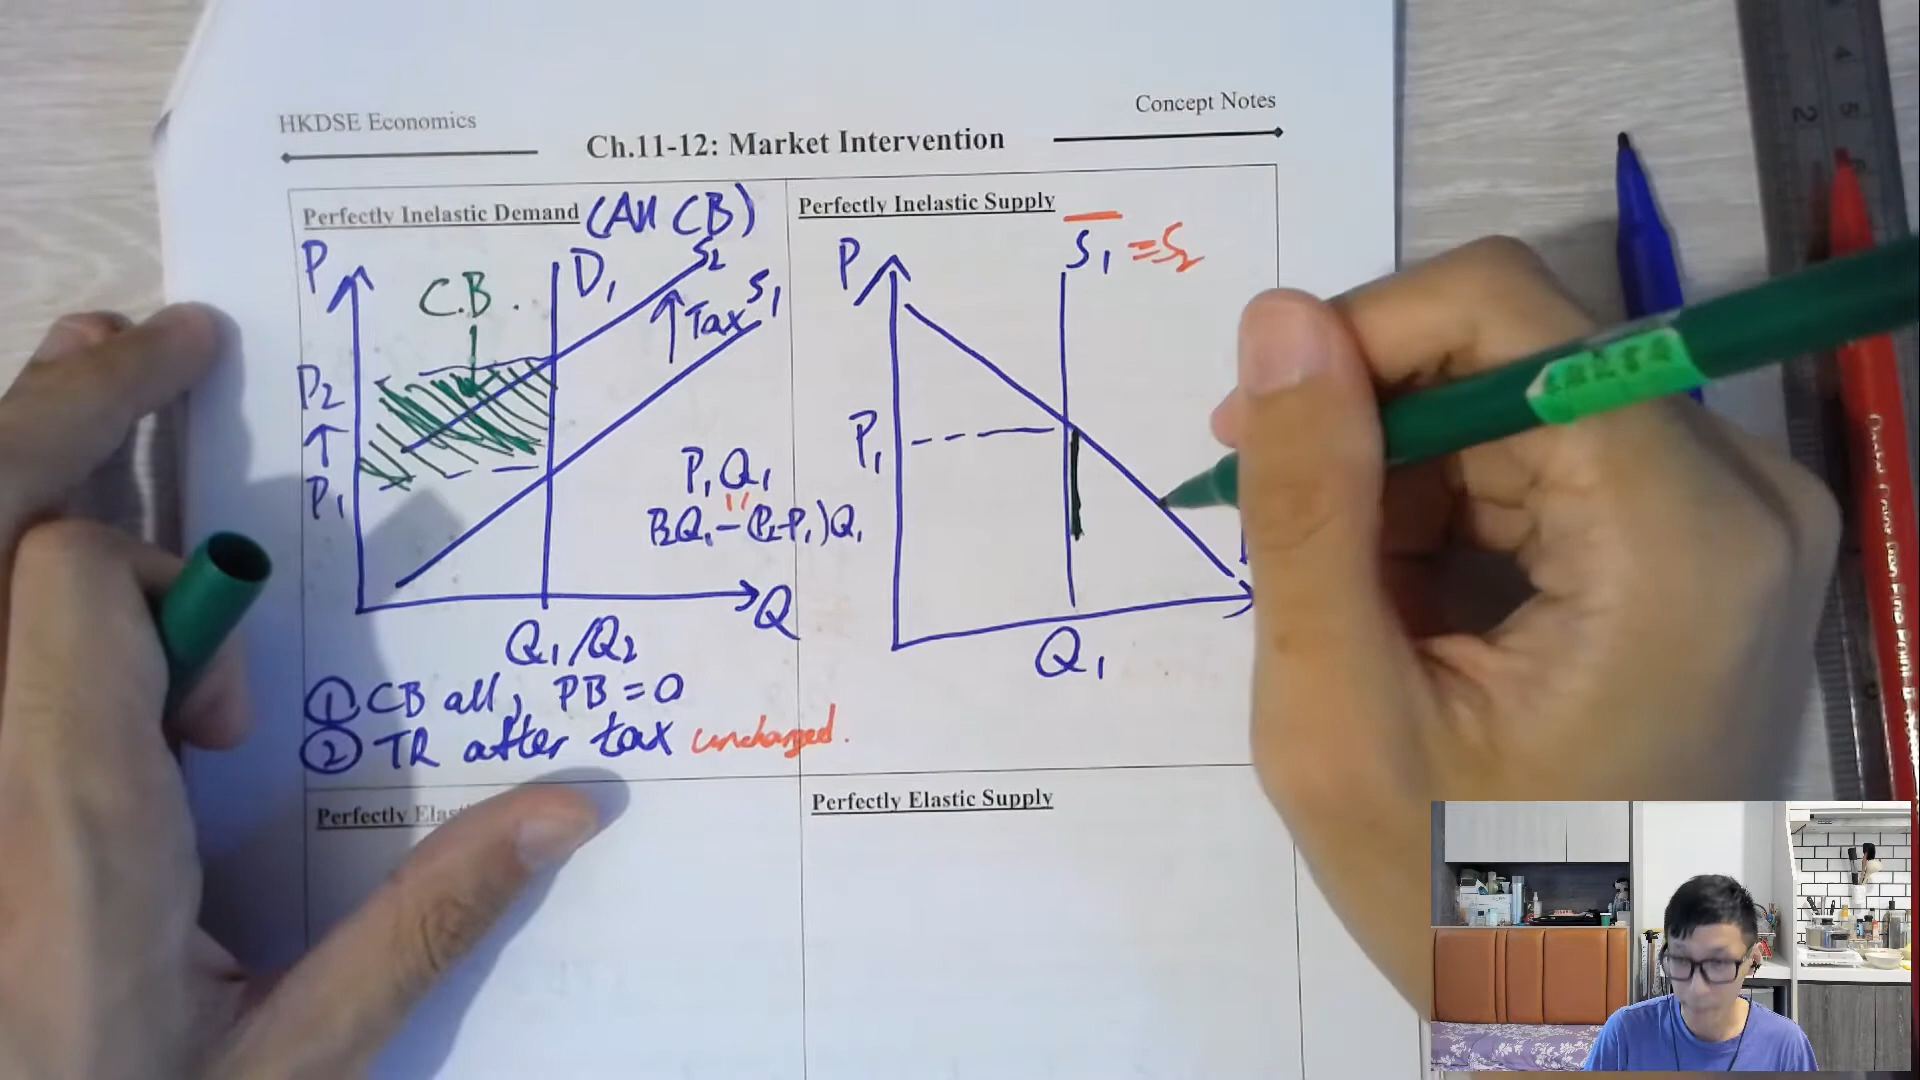 HKDSE Economics
Concept Notes
Ch.11-12: Market Intervention
Perfectly Inelastic Demand (All CB)
P
C.B.
D1
S2
Tax
S1
P2
↑
P1
P1Q1
=
P2Q1-(P2-P1)Q1
Q
Q1/Q2
① CB all, PB=0
② TR after tax unchanged.
Perfectly Inelastic Supply
S1 =S2
P
P1
Q1
Perfectly
Perfectly Elastic Supply